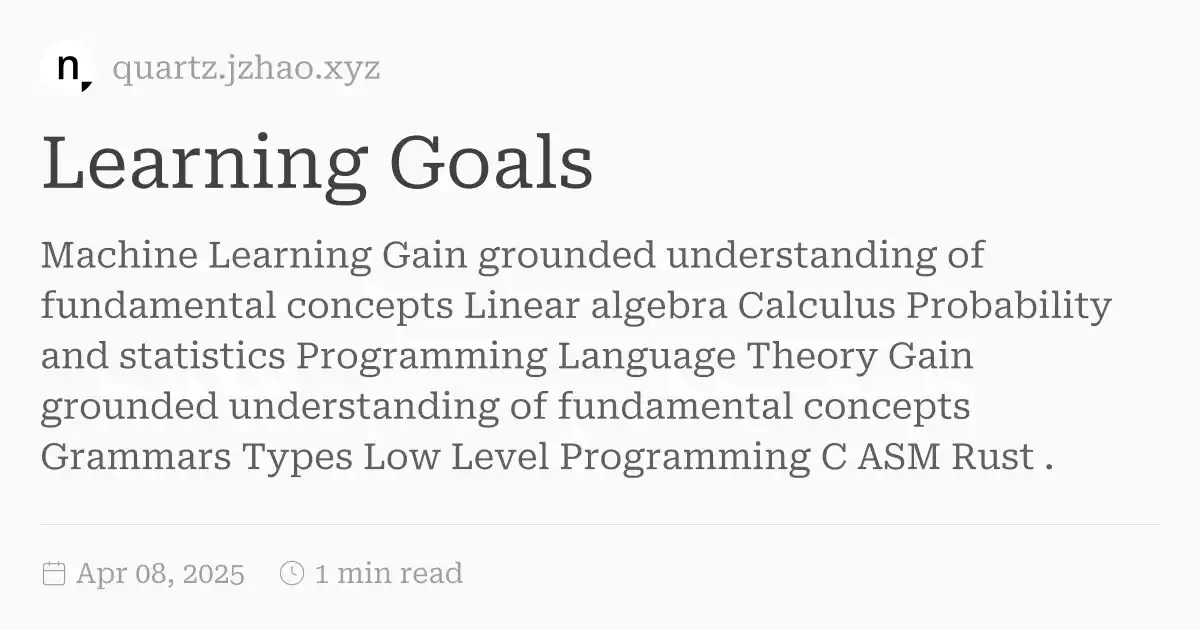 n
quartz.jzhao.xyz
Learning Goals
Machine Learning Gain grounded understanding of
fundamental concepts Linear algebra Calculus Probability
and statistics Programming Language Theory Gain
grounded understanding of fundamental concepts
Grammars Types Low Level Programming C ASM Rust .
Apr 08, 2025 1 min read